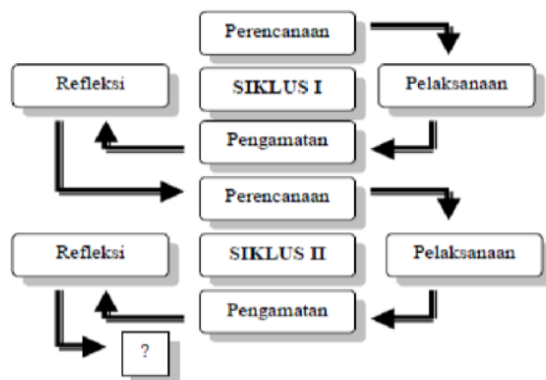 Perencanaan
Refleksi
SIKLUS I
Pelaksanaan
Pengamatan
Perencanaan
Refleksi
SIKLUS II
Pelaksanaan
Pengamatan
?